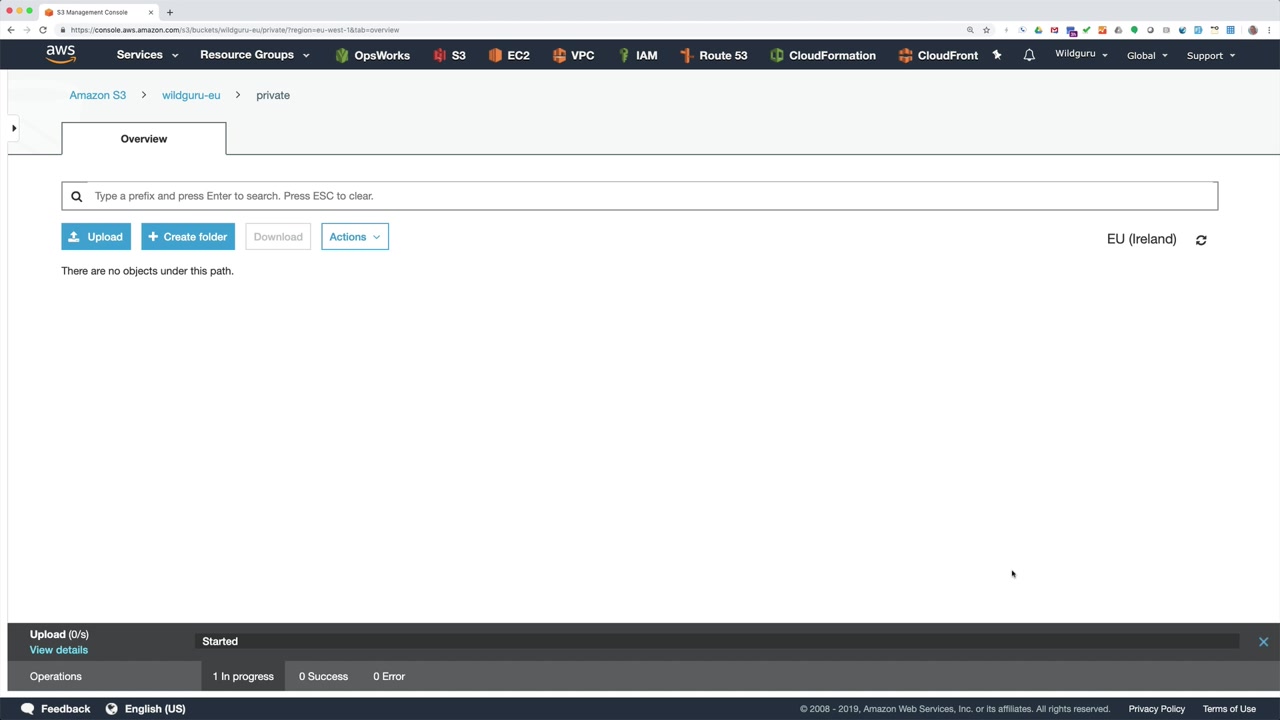 S3 Management Console
https://console.aws.amazon.com/s3/buckets/wildguru-eu/private/?region=eu-west-1&tab=overview
aws Services Resource Groups OpsWorks S3 EC2 VPC IAM Route 53 CloudFormation CloudFront Wildguru Global Support
Amazon S3 > wildguru-eu > private
Overview
Type a prefix and press Enter to search. Press ESC to clear.
Upload + Create folder Download Actions EU (Ireland)
There are no objects under this path.
Upload (0/s)
Started
View details
Operations 1 In progress 0 Success 0 Error
Feedback English (US) © 2008 - 2019, Amazon Web Services, Inc. or its affiliates. All rights reserved. Privacy Policy Terms of Use